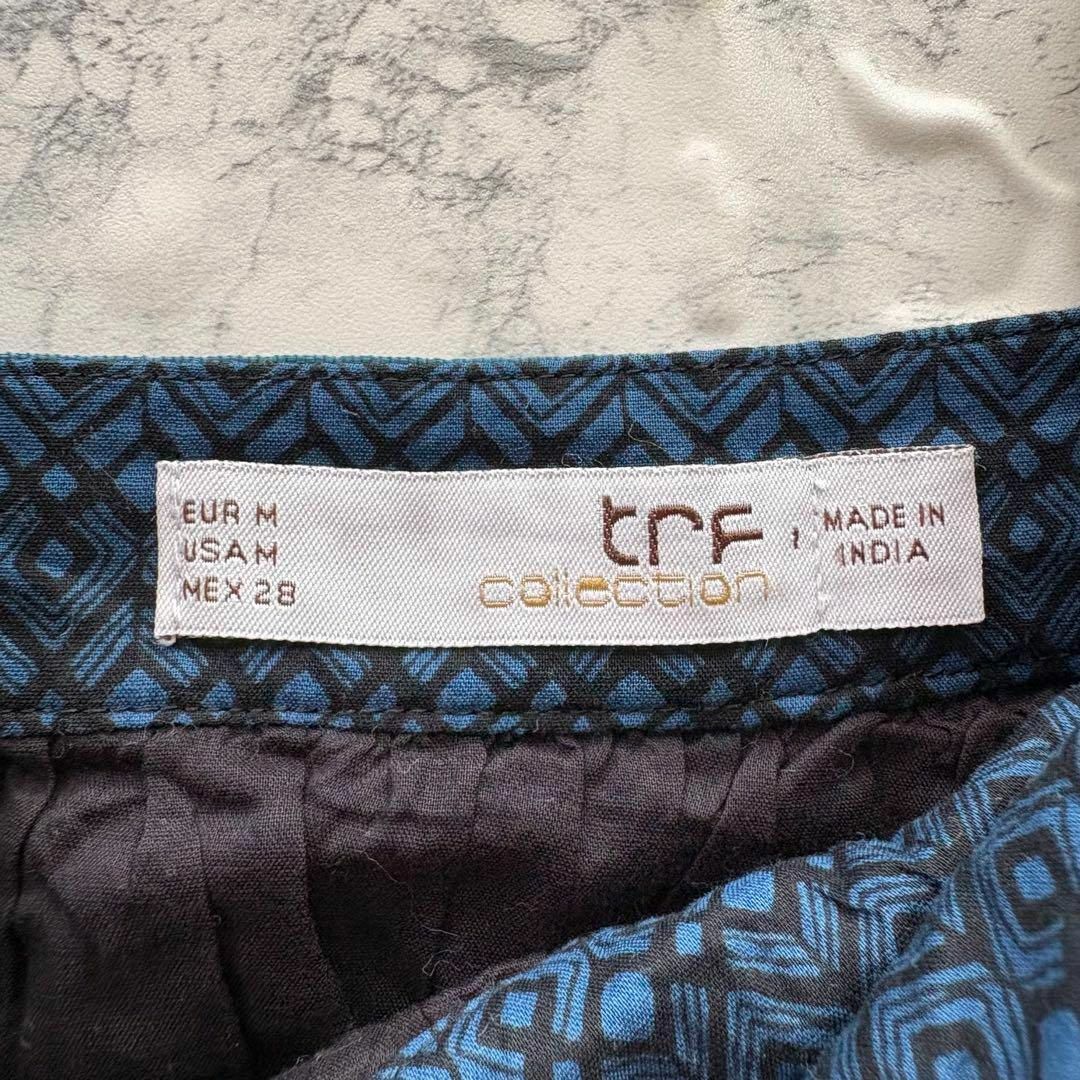 EUR M
USA M
MEX 28
trf
collection
MADE IN
INDIA